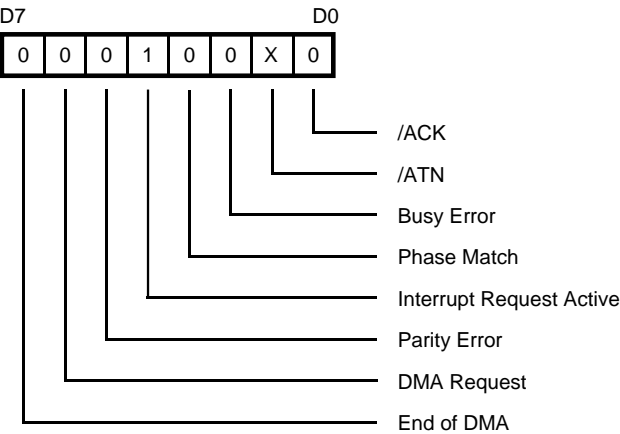 D7 D0
0 0 0 1 0 0 X 0
/ACK
/ATN
Busy Error
Phase Match
Interrupt Request Active
Parity Error
DMA Request
End of DMA